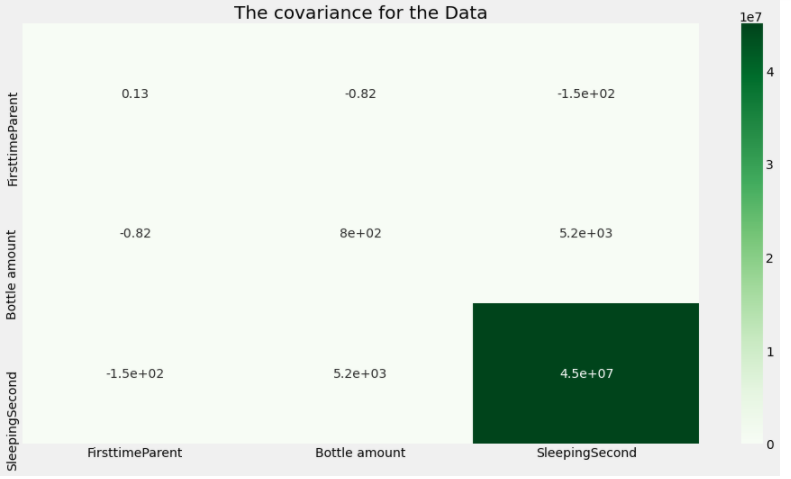 The covariance for the Data
1e7
FirsttimeParent
0.13
-0.82
-1.5e+02
4
3
Bottle amount
-0.82
8e+02
5.2e+03
2
1
SleepingSecond
-1.5e+02
5.2e+03
4.5e+07
0
FirsttimeParent
Bottle amount
SleepingSecond